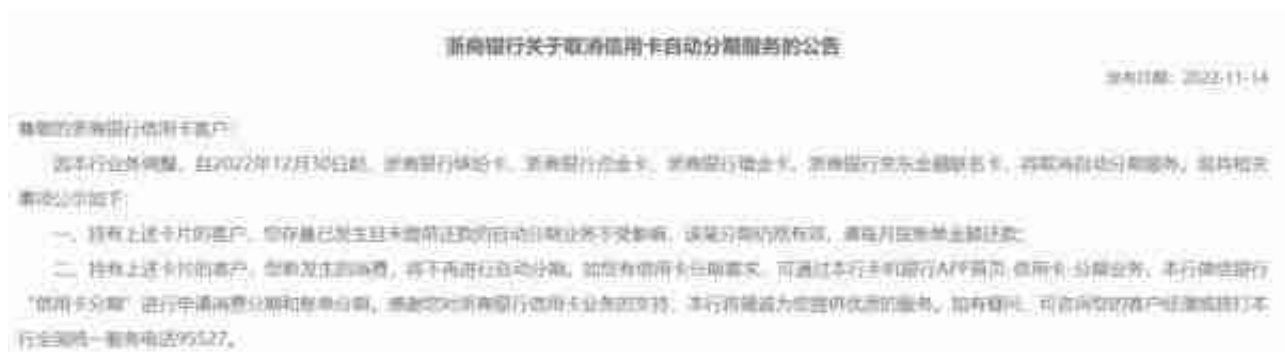 浙商银行关于取消信用卡自动分期服务的公告
发布日期：2022-11-14
尊敬的浙商银行信用卡客户：
因本行业务调整，自2022年12月30日起，浙商银行卡、浙商银行金卡、浙商银行金卡、浙商银行京东金融联名卡，将取消自动分期服务，现将相关
事项公示如下：
一、持有上述卡片的客户，您存量已发生且未提前还款的自动分期业务不受影响，该笔分期仍然有效，请每月按账单金额还款；
二、持有上述卡片的客户，您新发生的消费，将不再进行自动分期。如您有信用卡分期需求，可通过本行手机银行APP首页-信用卡-分期业务、本行微信银行
“信用卡分期”进行申请消费分期和账单分期。感谢您对浙商银行信用卡业务的支持，本行将竭诚为您提供优质的服务。如有疑问，可咨询您的客户经理或拨打本
行全国统一服务电话95527。